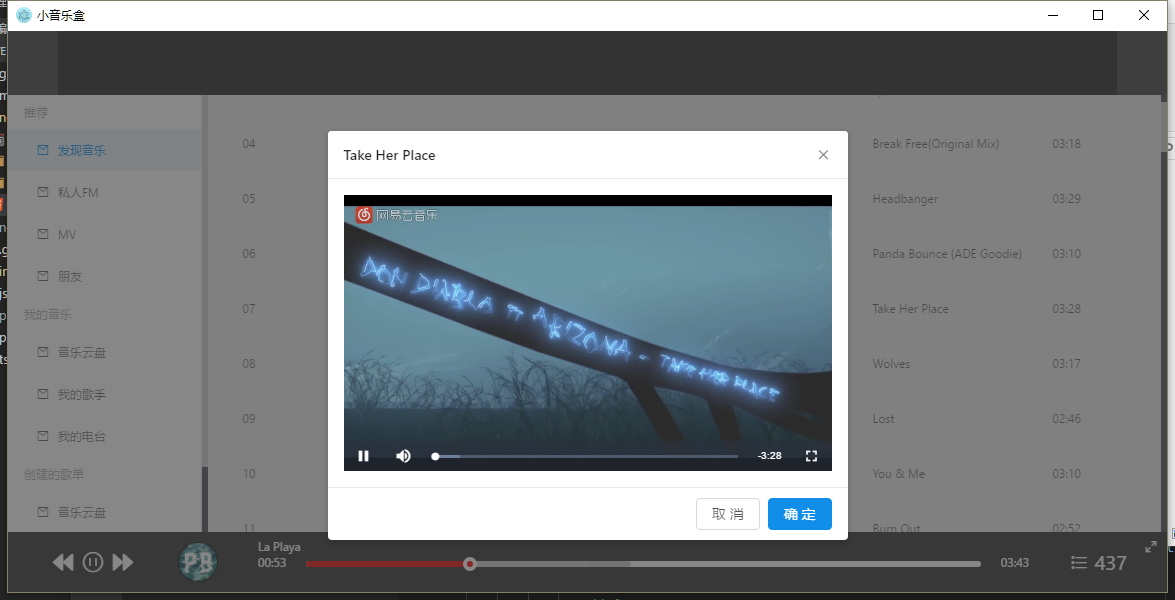 小音乐盒
推荐
发现音乐
私人FM
MV
朋友
我的音乐
音乐云盘
我的歌手
我的电台
创建的歌单
音乐云盘
04 Break Free(Original Mix) 03:18
05 Headbanger 03:29
06 Panda Bounce (ADE Goodie) 03:10
07 Take Her Place 03:28
08 Wolves 03:17
09 Lost 02:46
10 You & Me 03:10
11 Burn Out 02:52
Take Her Place
网易云音乐
DON DIABLO FT ARIZONA - TAKE HER PLACE
-3:28
取 消 确 定
PB
La Playa
00:53 03:43 437